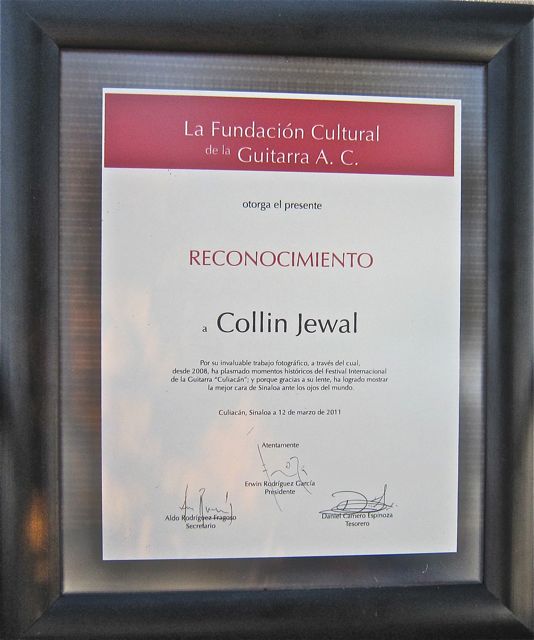 La Fundación Cultural
de la Guitarra A. C.
otorga el presente
RECONOCIMIENTO
a Collin Jewal
Por su invaluable trabajo fotográfico, a través del cual,
desde 2008, ha plasmado momentos históricos del Festival Internacional
de la Guitarra "Culiacán"; y porque gracias a su lente, ha logrado mostrar
la mejor cara de Sinaloa ante los ojos del mundo.
Culiacán, Sinaloa a 12 de marzo de 2011
Atentamente
Erwin Rodríguez García
Presidente
Aldo Rodríguez Fragoso
Secretario
Daniel Camero Espinoza
Tesorero